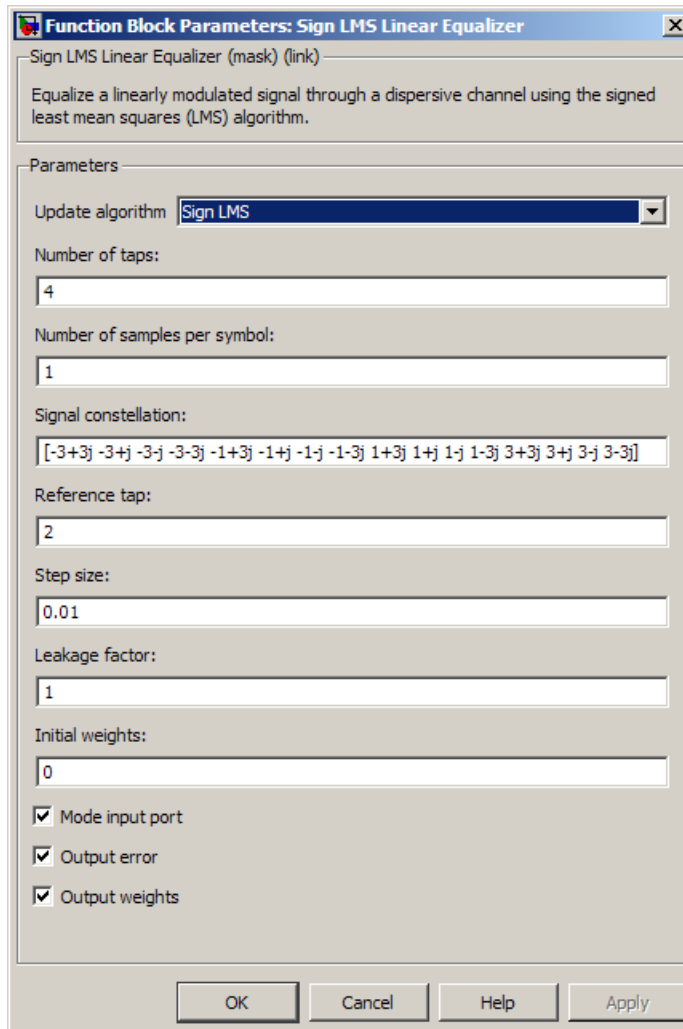 Function Block Parameters: Sign LMS Linear Equalizer
Sign LMS Linear Equalizer (mask) (link)
Equalize a linearly modulated signal through a dispersive channel using the signed
least mean squares (LMS) algorithm.
Parameters
Update algorithm Sign LMS
Number of taps:
4
Number of samples per symbol:
1
Signal constellation:
[-3+3j -3+j -3-j -3-3j -1+3j -1+j -1-j -1-3j 1+3j 1+j 1-j 1-3j 3+3j 3+j 3-j 3-3j]
Reference tap:
2
Step size:
0.01
Leakage factor:
1
Initial weights:
0
Mode input port
Output error
Output weights
OK Cancel Help Apply